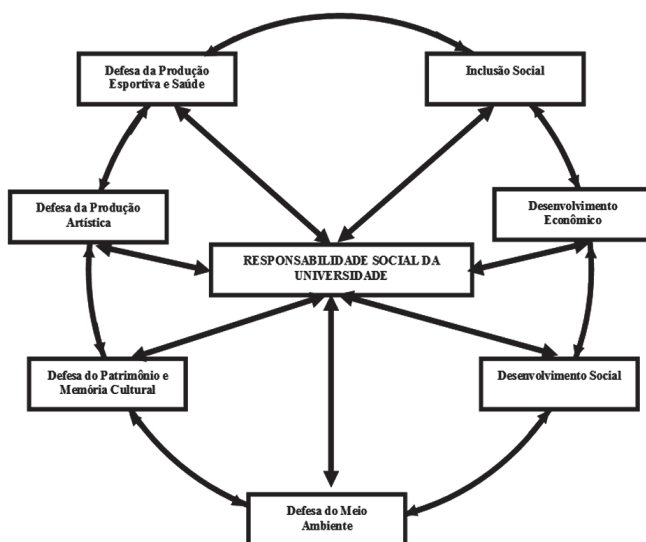 Defesa da Produção
Esportiva e Saúde
Inclusão Social
Defesa da Produção
Artística
Desenvolvimento
Econômico
RESPONSABILIDADE SOCIAL DA
UNIVERSIDADE
Defesa do Patrimônio e
Memória Cultural
Desenvolvimento Social
Defesa do Meio
Ambiente